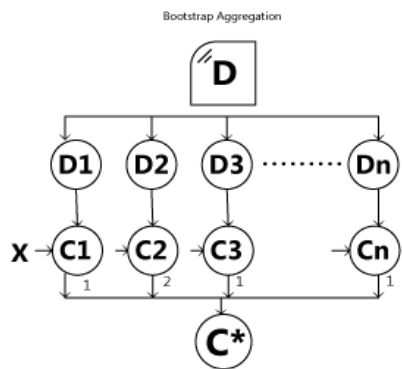 Bootstrap Aggregation
D
D1 D2 D3 ......... Dn
X C1 C2 C3 Cn
1 2 1 1
C*